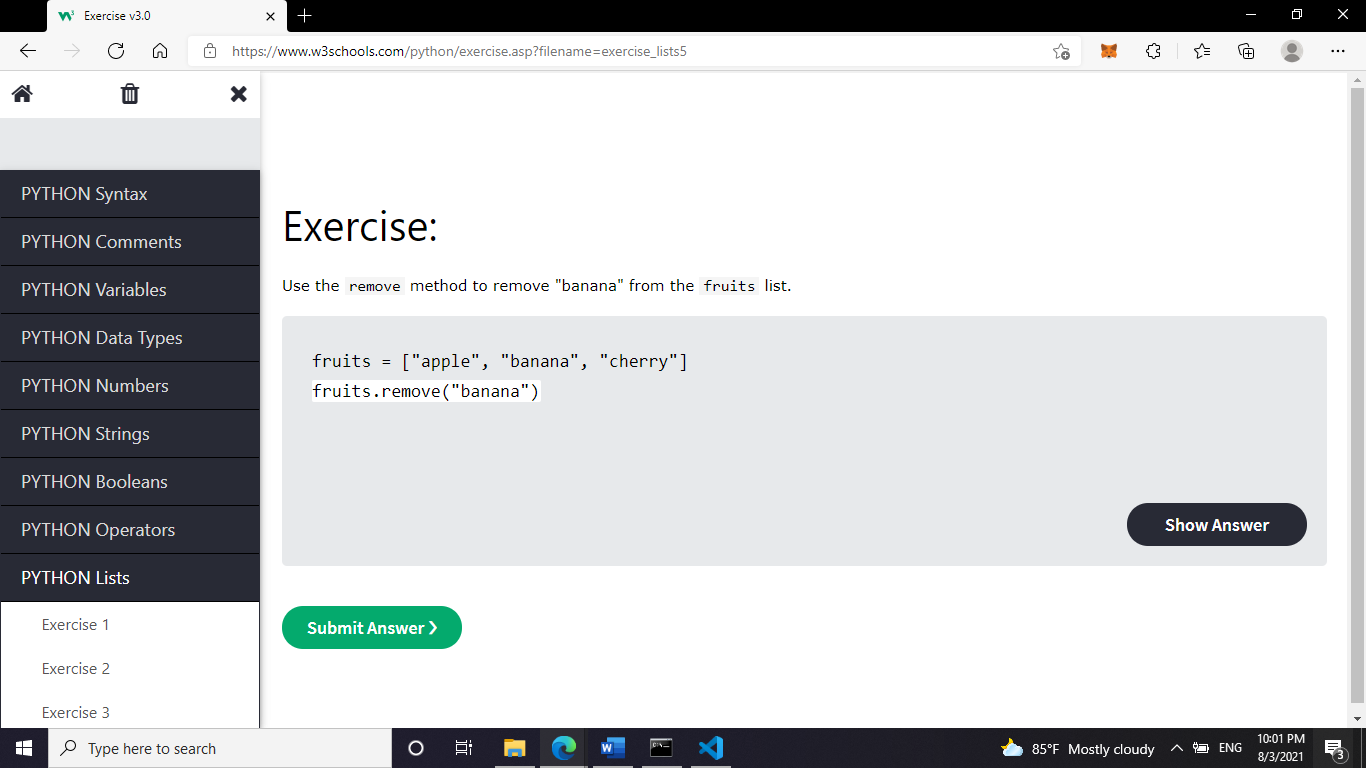 Exercise v3.0
https://www.w3schools.com/python/exercise.asp?filename=exercise_lists5
PYTHON Syntax
PYTHON Comments
PYTHON Variables
PYTHON Data Types
PYTHON Numbers
PYTHON Strings
PYTHON Booleans
PYTHON Operators
PYTHON Lists
Exercise 1
Exercise 2
Exercise 3
Exercise:
Use the remove method to remove "banana" from the fruits list.
fruits = ["apple", "banana", "cherry"]
fruits.remove("banana")
Show Answer
Submit Answer ❯
Type here to search
85°F Mostly cloudy
ENG
10:01 PM
8/3/2021
3